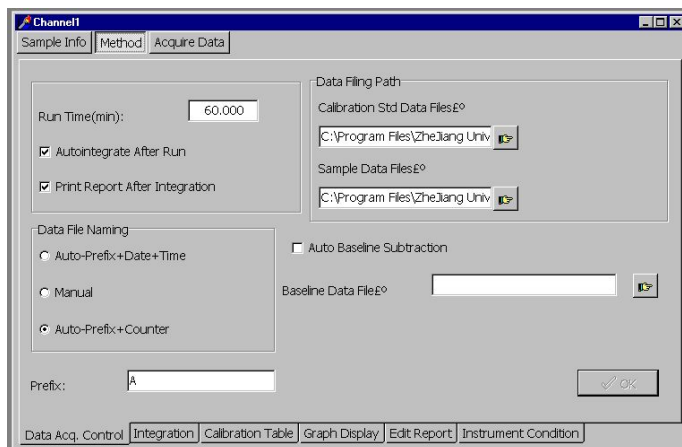 Channel1
Sample Info Method Acquire Data
Run Time(min): 60.000
Autointegrate After Run
Print Report After Integration
Data Filing Path
Calibration Std Data Files£º
C:\Program Files\ZheJiang Univ
Sample Data Files£º
C:\Program Files\ZheJiang Univ
Data File Naming
Auto-Prefix+Date+Time
Manual
Auto-Prefix+Counter
Auto Baseline Subtraction
Baseline Data File£º
Prefix: A
OK
Data Acq. Control Integration Calibration Table Graph Display Edit Report Instrument Condition